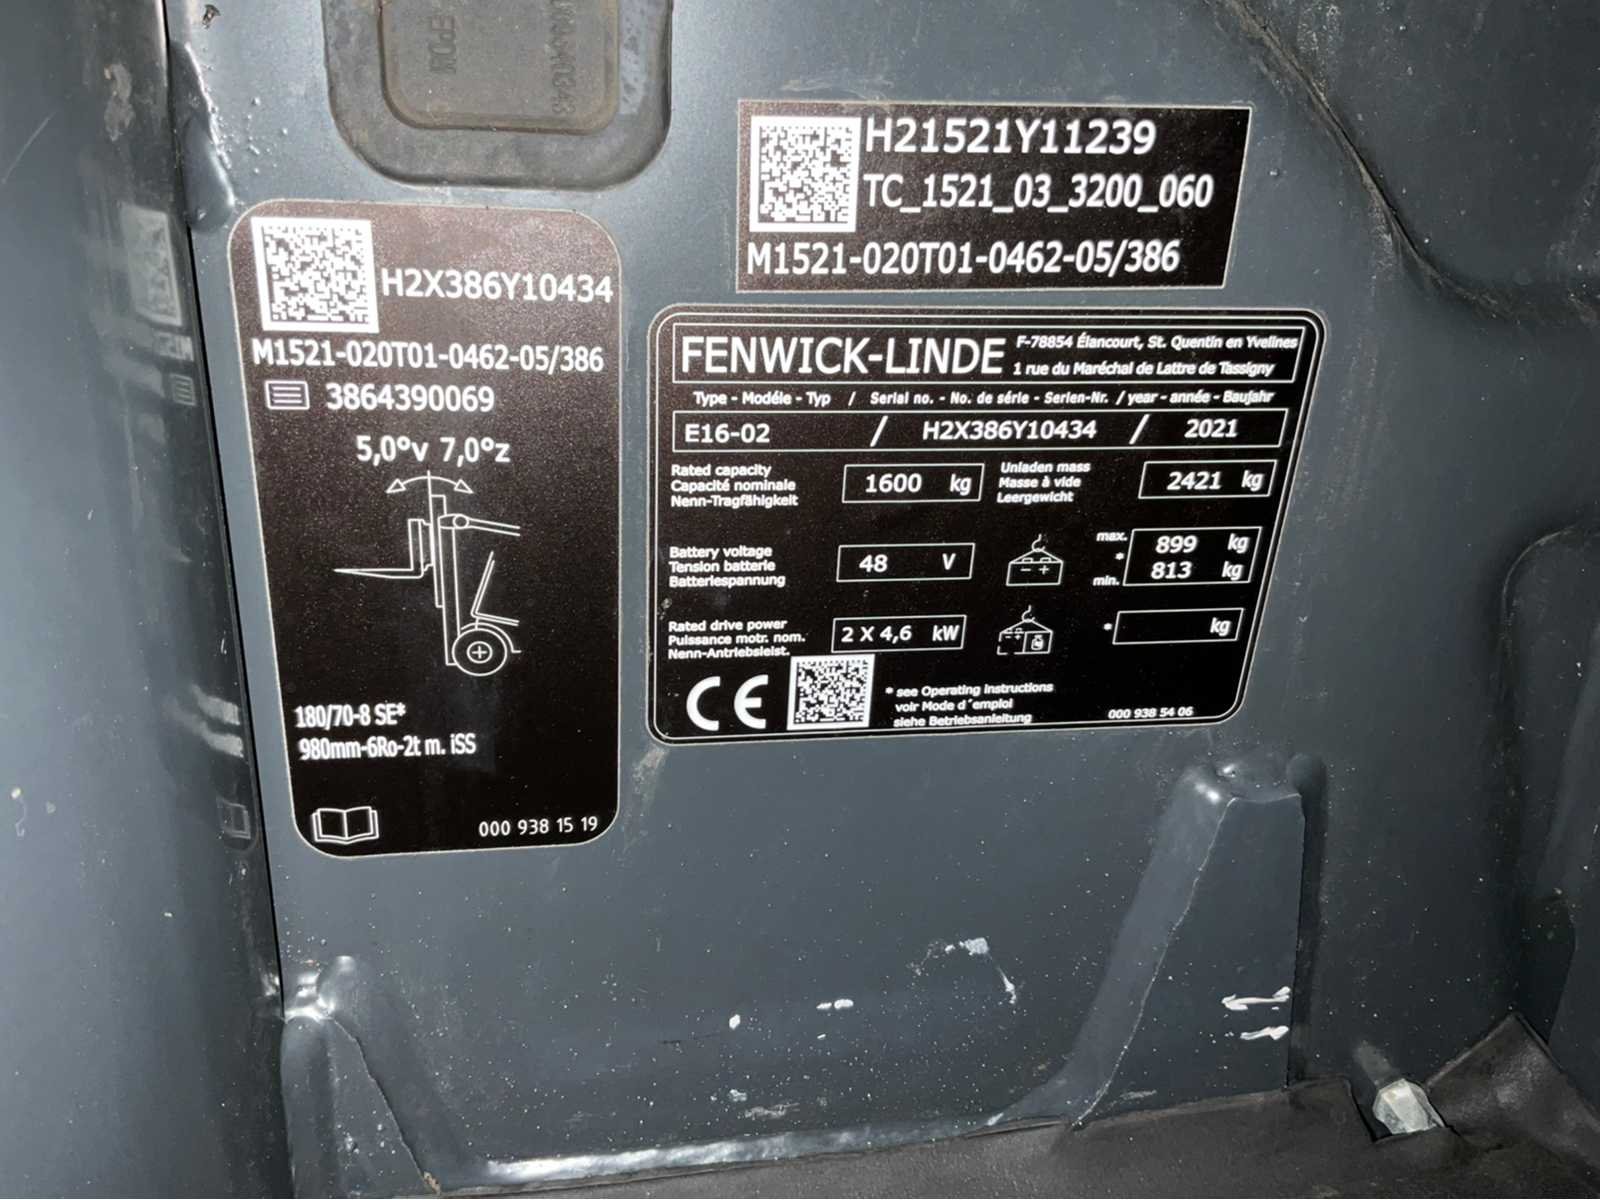 EPDM
H21521Y11239
TC_1521_03_3200_060
M1521-020T01-0462-05/386
H2X386Y10434
M1521-020T01-0462-05/386
3864390069
5,0°v 7,0°z
180/70-8 SE*
980mm-6Ro-2t m. iSS
000 938 15 19
FENWICK-LINDE
F-78854 Élancourt, St. Quentin en Yvelines
1 rue du Maréchal de Lattre de Tassigny
Type - Modéle - Typ / Serial no. - No. de série - Serien-Nr. / year - année - Baujahr
E16-02 / H2X386Y10434 / 2021
Rated capacity
Capacité nominale
Nenn-Tragfähigkeit
1600 kg
Unladen mass
Masse à vide
Leergewicht
2421 kg
Battery voltage
Tension batterie
Batteriespannung
48 V
max. 899 kg
*
min. 813 kg
Rated drive power
Puissance motr. nom.
Nenn-Antriebsleist.
2 X 4,6 kW
* kg
CE
* see Operating instructions
voir Mode d´emploi
siehe Betriebsanleitung
000 938 54 06